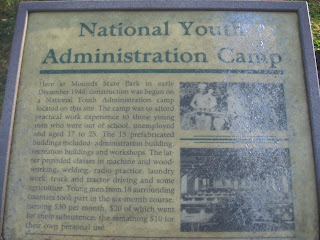 National Youth
Administration Camp
Here at Mounds State Park in early
December 1940, construction was begun on
a National Youth Administration camp
located on this site. The camp was to afford
practical work experience to those young
men who were out of school, unemployed
and aged 17 to 25. The 15 prefabricated
buildings included administration building,
recreation buildings and workshops. The lat-
ter provided classes in machine and wood-
working, welding, radio practice, laundry
work, truck and tractor driving and some
agriculture. Young men from 18 surrounding
counties took part in the six-month course,
earning $30 per month, $20 of which went
for their subsistence, the remaining $10 for
their own personal use.